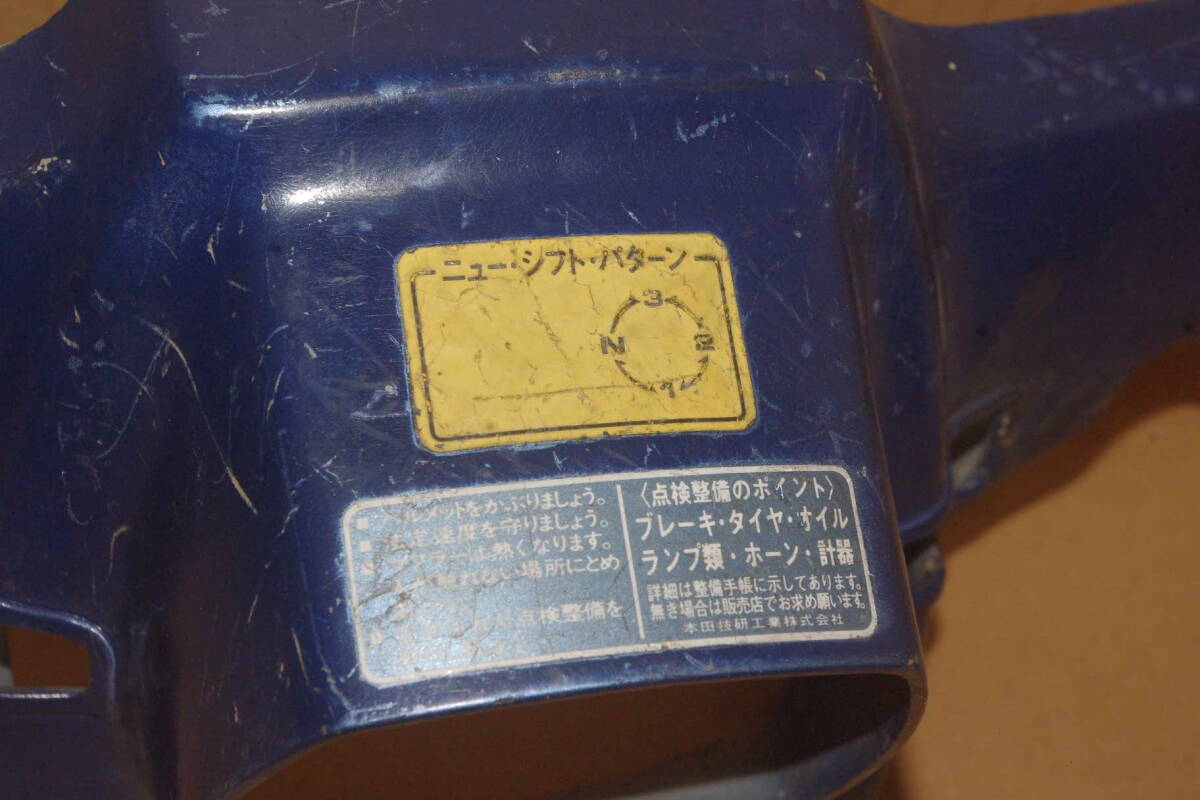 ニュー・シフト・パターン
3
N 2
1
■ ルメットをかぶりましょう。
■ 速度を守りましょう。
は熱くなります。
場所にとめ
点検整備を
〈点検整備のポイント〉
ブレーキ・タイヤ・オイル
ランプ類・ホーン・計器
詳細は整備手帳に示してあります。
無き場合は販売店でお求め願います。
本田技研工業株式会社